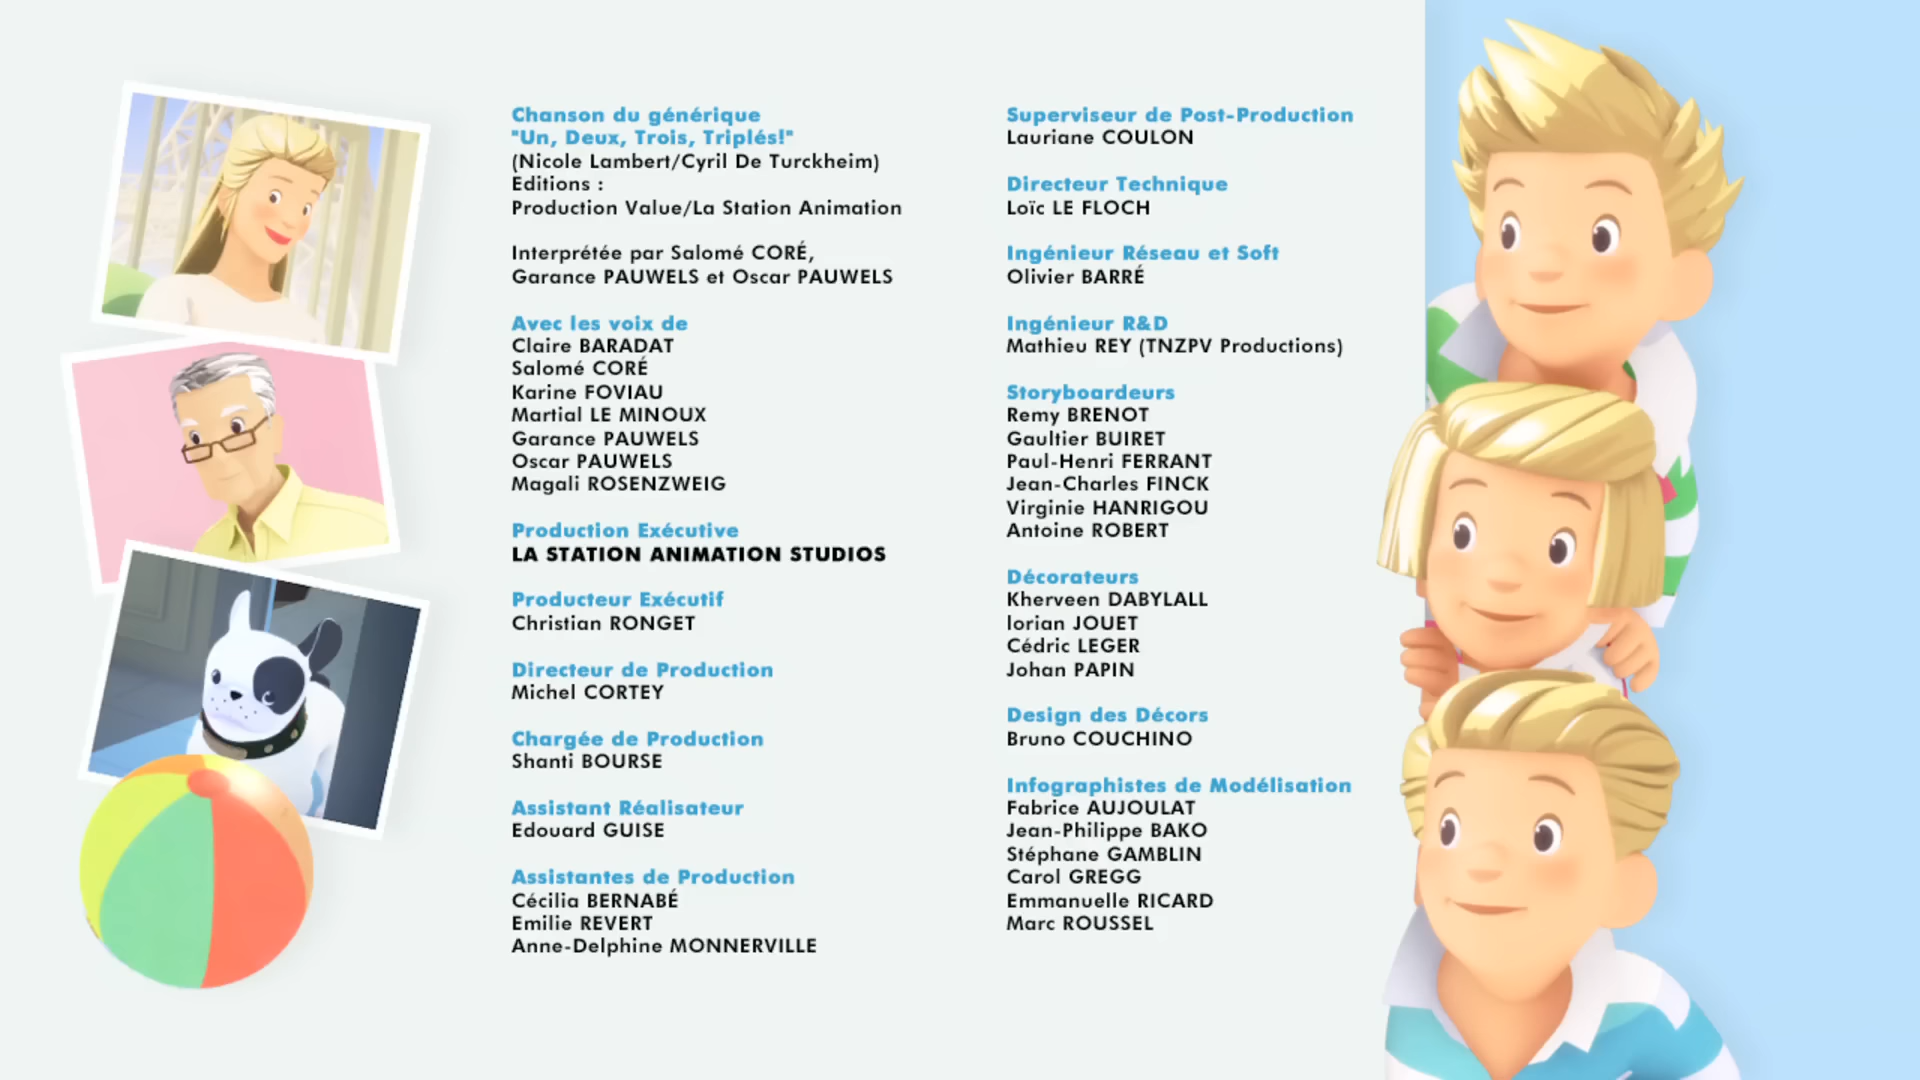 Chanson du générique
"Un, Deux, Trois, Triplés!"
(Nicole Lambert/Cyril De Turckheim)
Editions :
Production Value/La Station Animation
Interprétée par Salomé CORÉ,
Garance PAUWELS et Oscar PAUWELS
Avec les voix de
Claire BARADAT
Salomé CORÉ
Karine FOVIAU
Martial LE MINOUX
Garance PAUWELS
Oscar PAUWELS
Magali ROSENZWEIG
Production Exécutive
LA STATION ANIMATION STUDIOS
Producteur Exécutif
Christian RONGET
Directeur de Production
Michel CORTEY
Chargée de Production
Shanti BOURSE
Assistant Réalisateur
Edouard GUISE
Assistantes de Production
Cécilia BERNABÉ
Emilie REVERT
Anne-Delphine MONNERVILLE
Superviseur de Post-Production
Lauriane COULON
Directeur Technique
Loïc LE FLOCH
Ingénieur Réseau et Soft
Olivier BARRÉ
Ingénieur R&D
Mathieu REY (TNZPV Productions)
Storyboardeurs
Remy BRENOT
Gaultier BUIRET
Paul-Henri FERRANT
Jean-Charles FINCK
Virginie HANRIGOU
Antoine ROBERT
Décorateurs
Kherveen DABYLALL
lorian JOUET
Cédric LEGER
Johan PAPIN
Design des Décors
Bruno COUCHINO
Infographistes de Modélisation
Fabrice AUJOULAT
Jean-Philippe BAKO
Stéphane GAMBLIN
Carol GREGG
Emmanuelle RICARD
Marc ROUSSEL